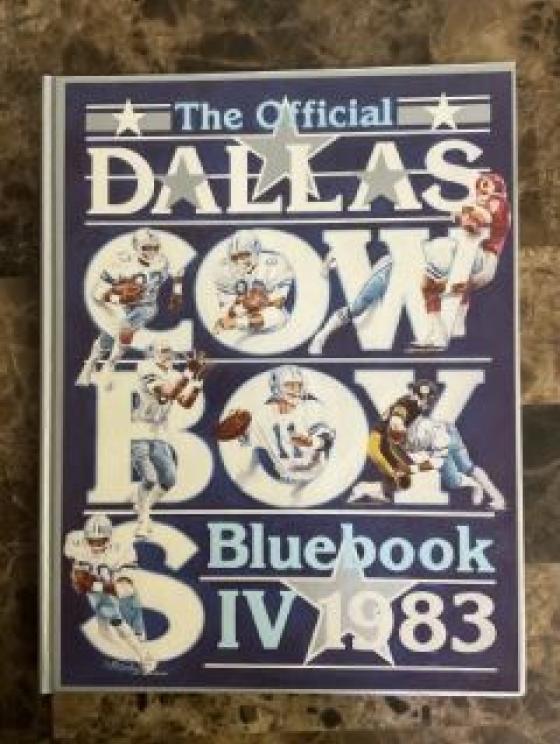 The Official
DALLAS
COW
BOY
S
Bluebook
IV 1983